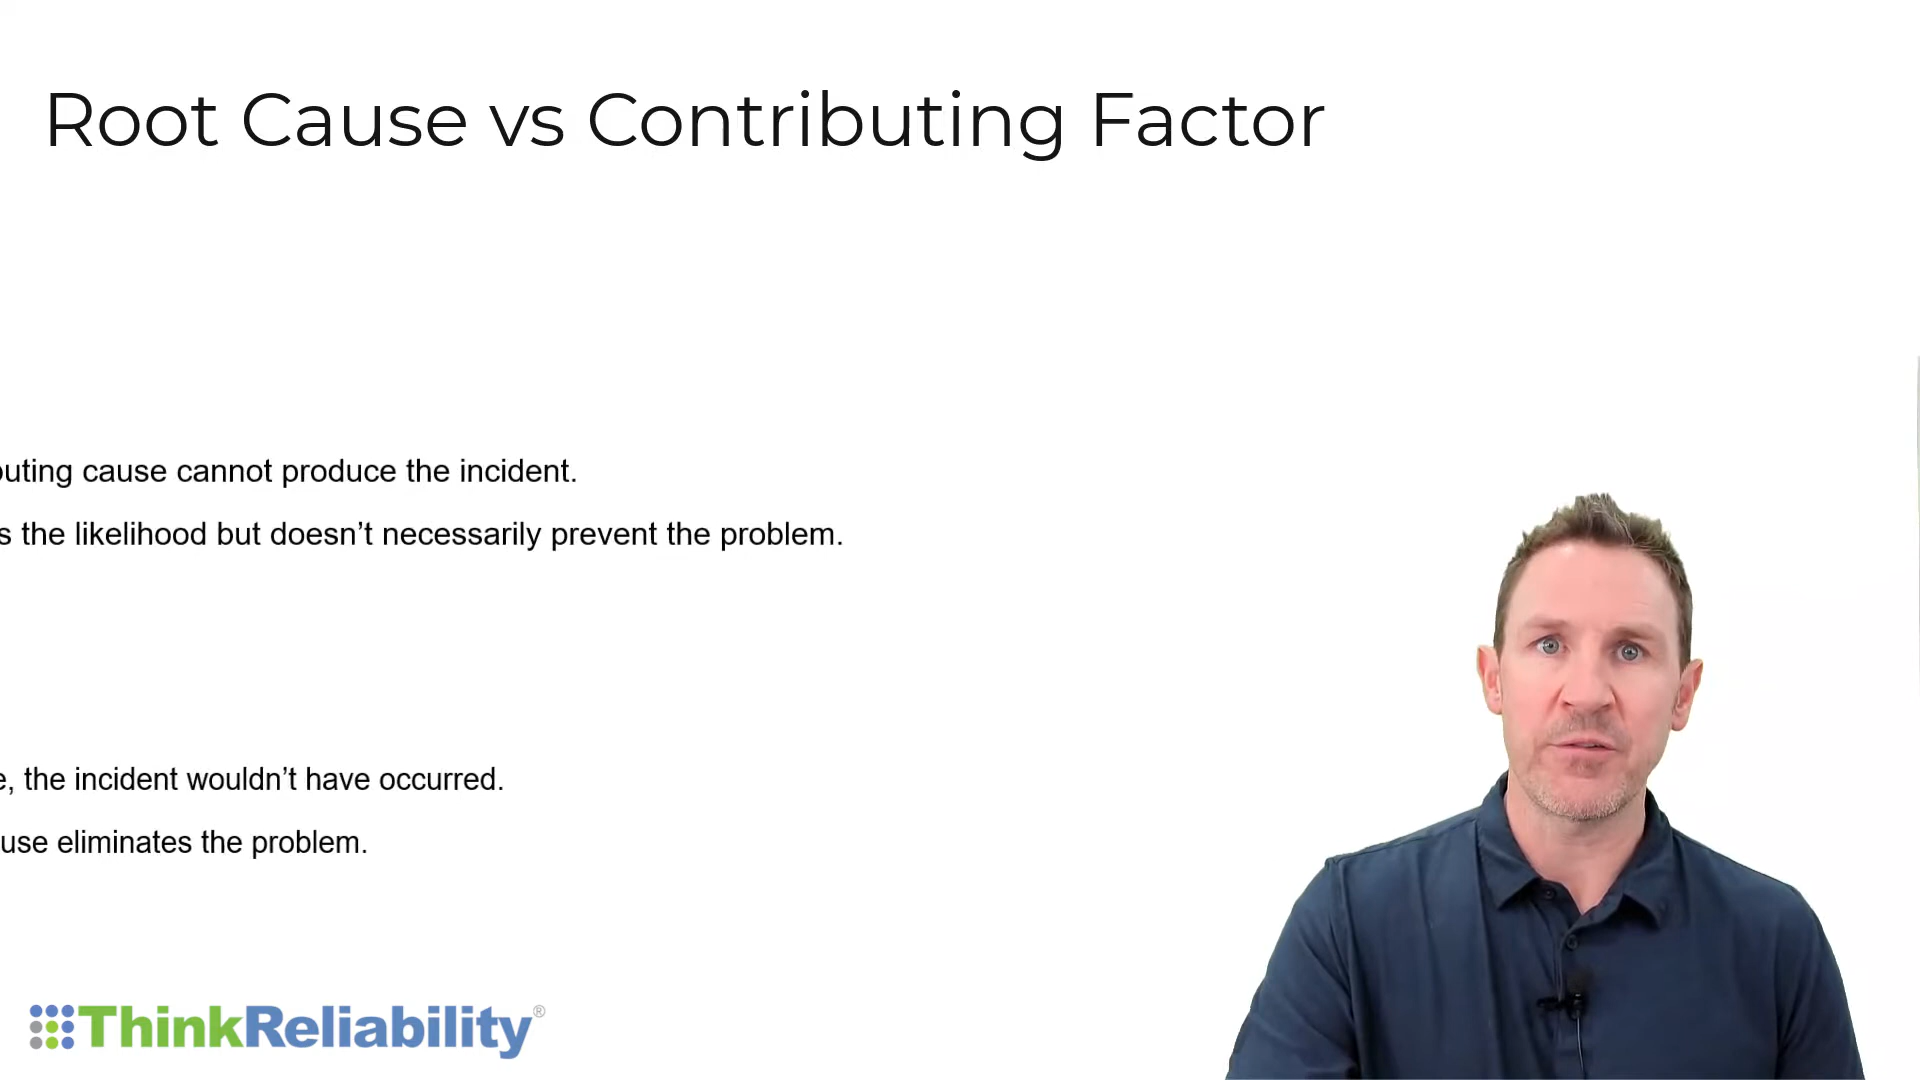 Root Cause vs Contributing Factor
outing cause cannot produce the incident.
s the likelihood but doesn’t necessarily prevent the problem.
e, the incident wouldn’t have occurred.
use eliminates the problem.
ThinkReliability®